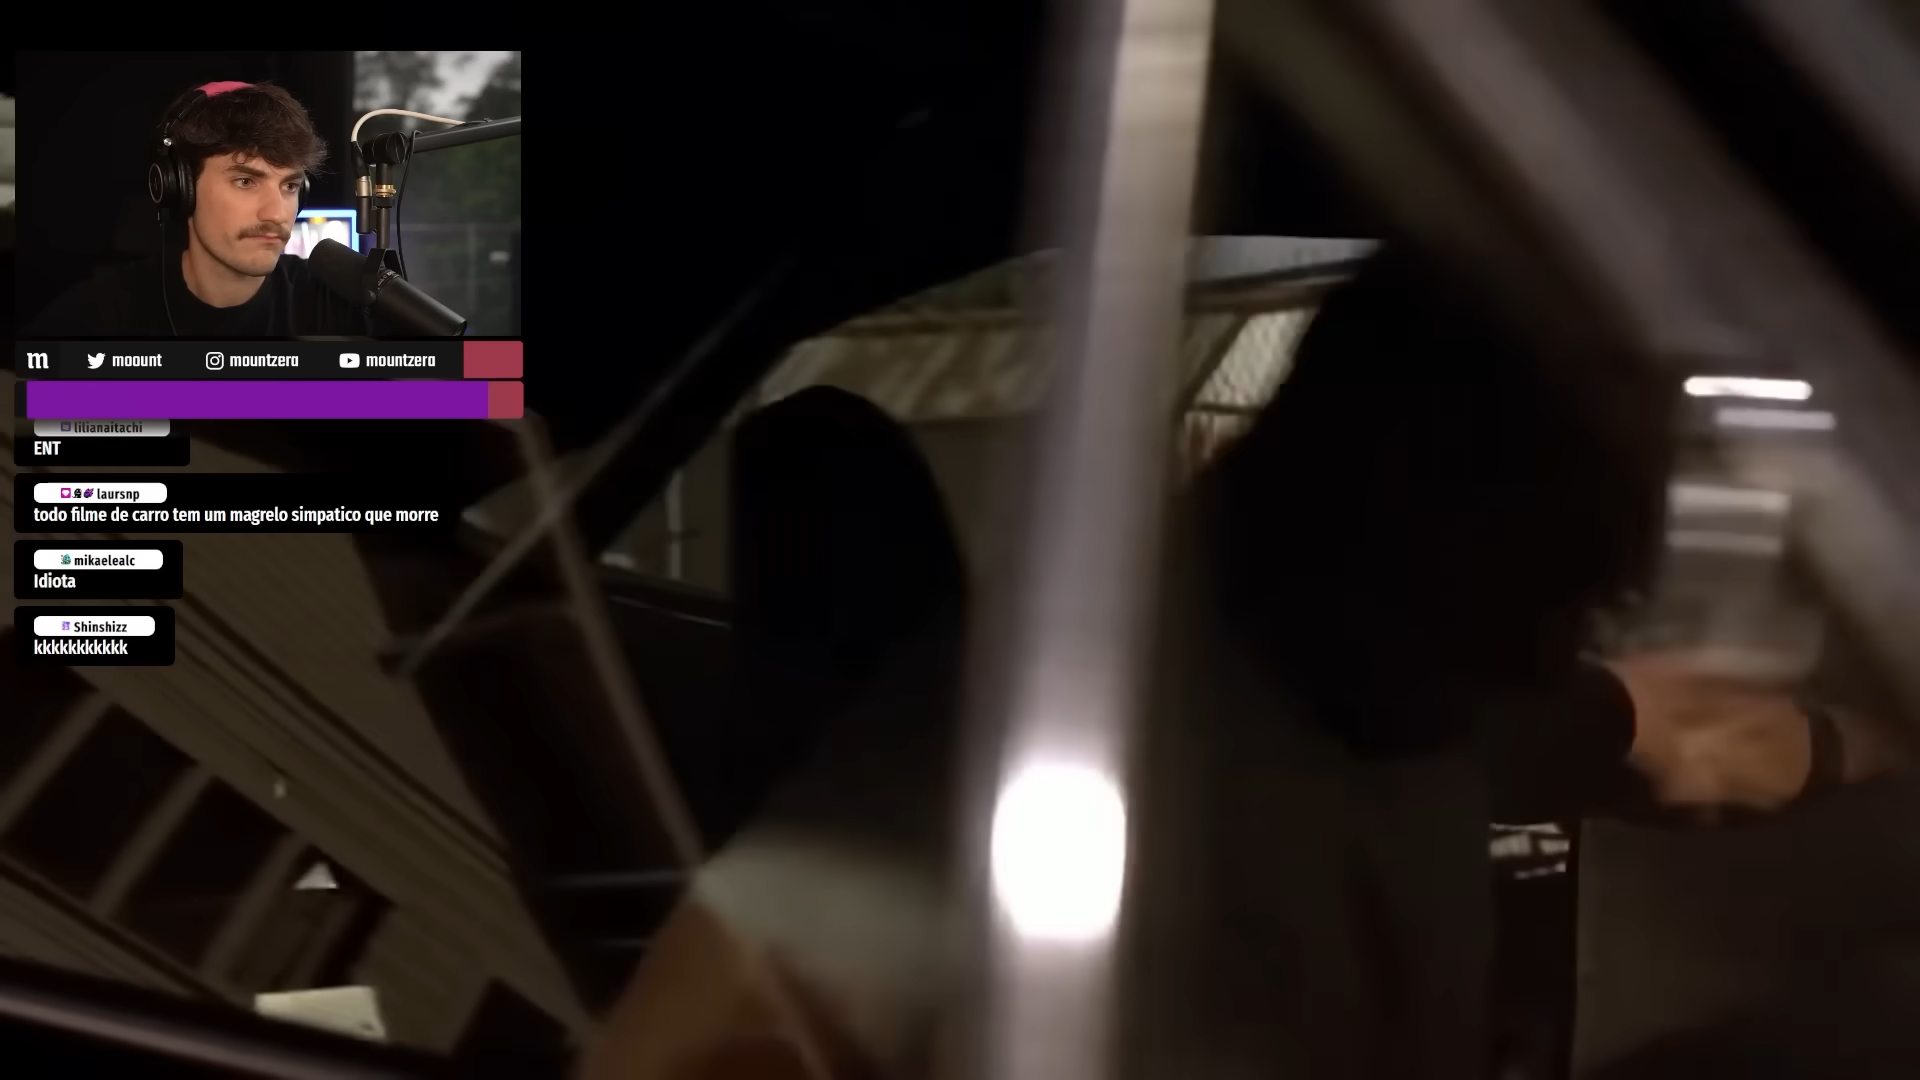 m moount mountzera mountzera
lilianaitachi
ENT
laursnp
todo filme de carro tem um magrelo simpatico que morre
mikaelealc
Idiota
Shinshizz
kkkkkkkkkkk